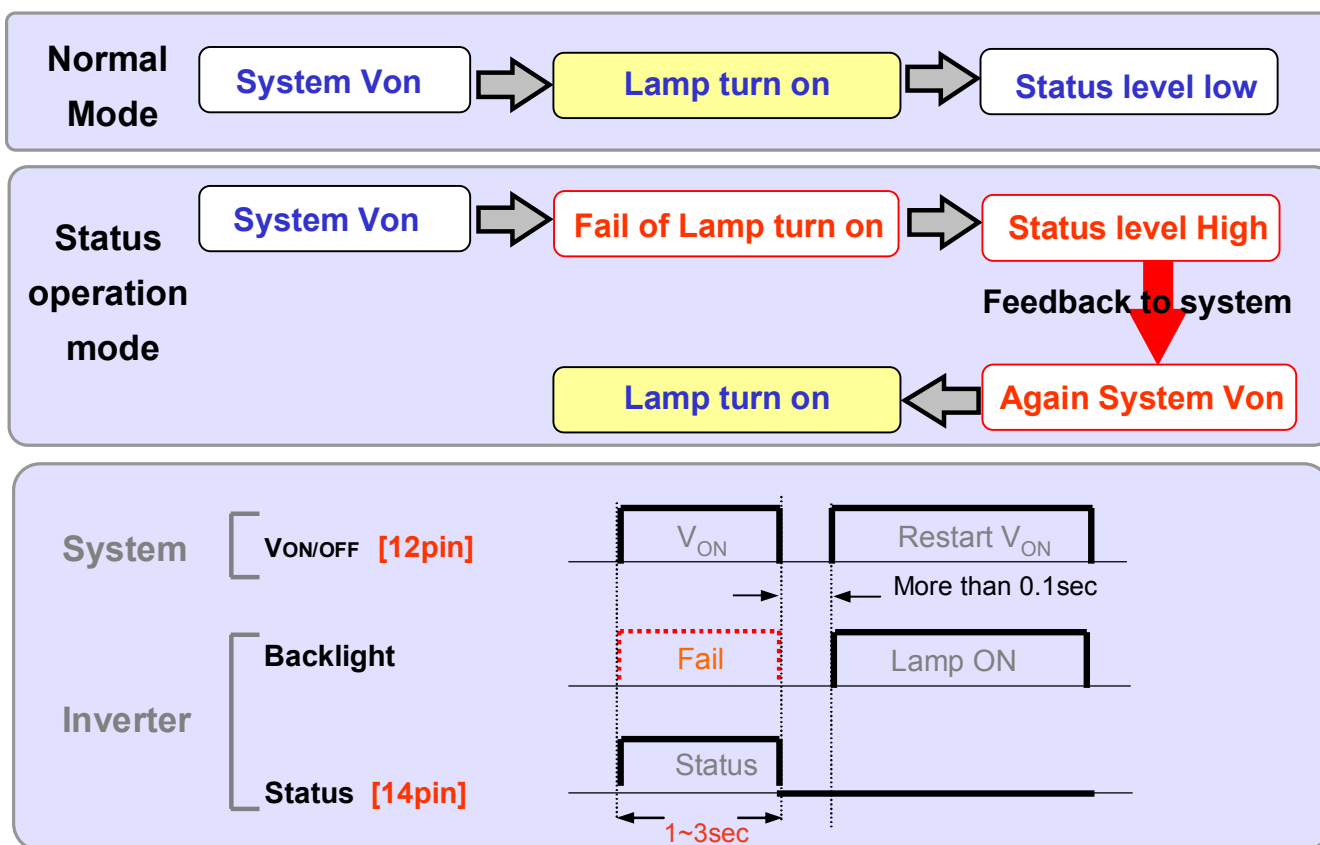 Normal
Mode
System Von
Lamp turn on
Status level low
Status
operation
mode
System Von
Fail of Lamp turn on
Status level High
Feedback to system
Again System Von
Lamp turn on
System
VON/OFF [12pin]
VON
Restart VON
More than 0.1sec
Inverter
Backlight
Fail
Lamp ON
Status [14pin]
Status
1~3sec